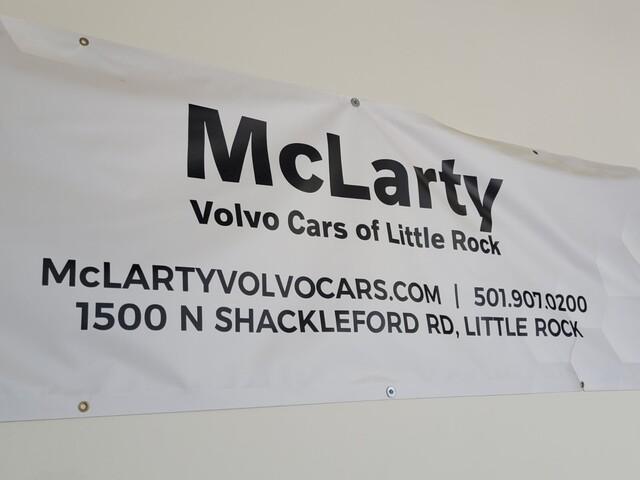 McLarty
Volvo Cars of Little Rock
McLARTYVOLVOCARS.COM | 501.907.0200
1500 N SHACKLEFORD RD, LITTLE ROCK